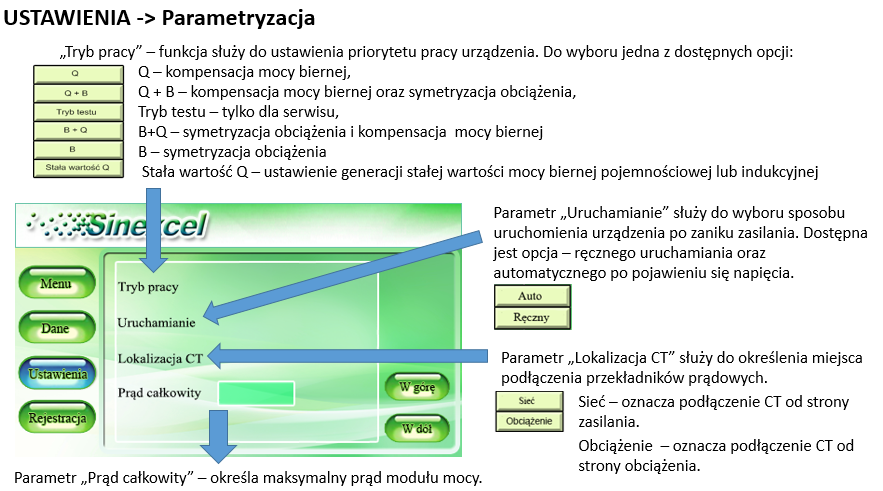 USTAWIENIA -> Parametryzacja
„Tryb pracy” – funkcja służy do ustawienia priorytetu pracy urządzenia. Do wyboru jedna z dostępnych opcji:
Q
Q – kompensacja mocy biernej,
Q + B
Q + B – kompensacja mocy biernej oraz symetryzacja obciążenia,
Tryb testu
Tryb testu – tylko dla serwisu,
B + Q
B+Q – symetryzacja obciążenia i kompensacja mocy biernej
B
B – symetryzacja obciążenia
Stała wartość Q
Stała wartość Q – ustawienie generacji stałej wartości mocy biernej pojemnościowej lub indukcyjnej
Sinexcel
Menu
Dane
Ustawienia
Rejestracja
Tryb pracy
Uruchamianie
Lokalizacja CT
Prąd całkowity
W górę
W dół
Parametr „Uruchamianie” służy do wyboru sposobu
uruchomienia urządzenia po zaniku zasilania. Dostępna
jest opcja – ręcznego uruchamiania oraz
automatycznego po pojawieniu się napięcia.
Auto
Ręczny
Parametr „Lokalizacja CT” służy do określenia miejsca
podłączenia przekładników prądowych.
Sieć
Obciążenie
Sieć – oznacza podłączenie CT od strony
zasilania.
Obciążenie – oznacza podłączenie CT od
strony obciążenia.
Parametr „Prąd całkowity” – określa maksymalny prąd modułu mocy.